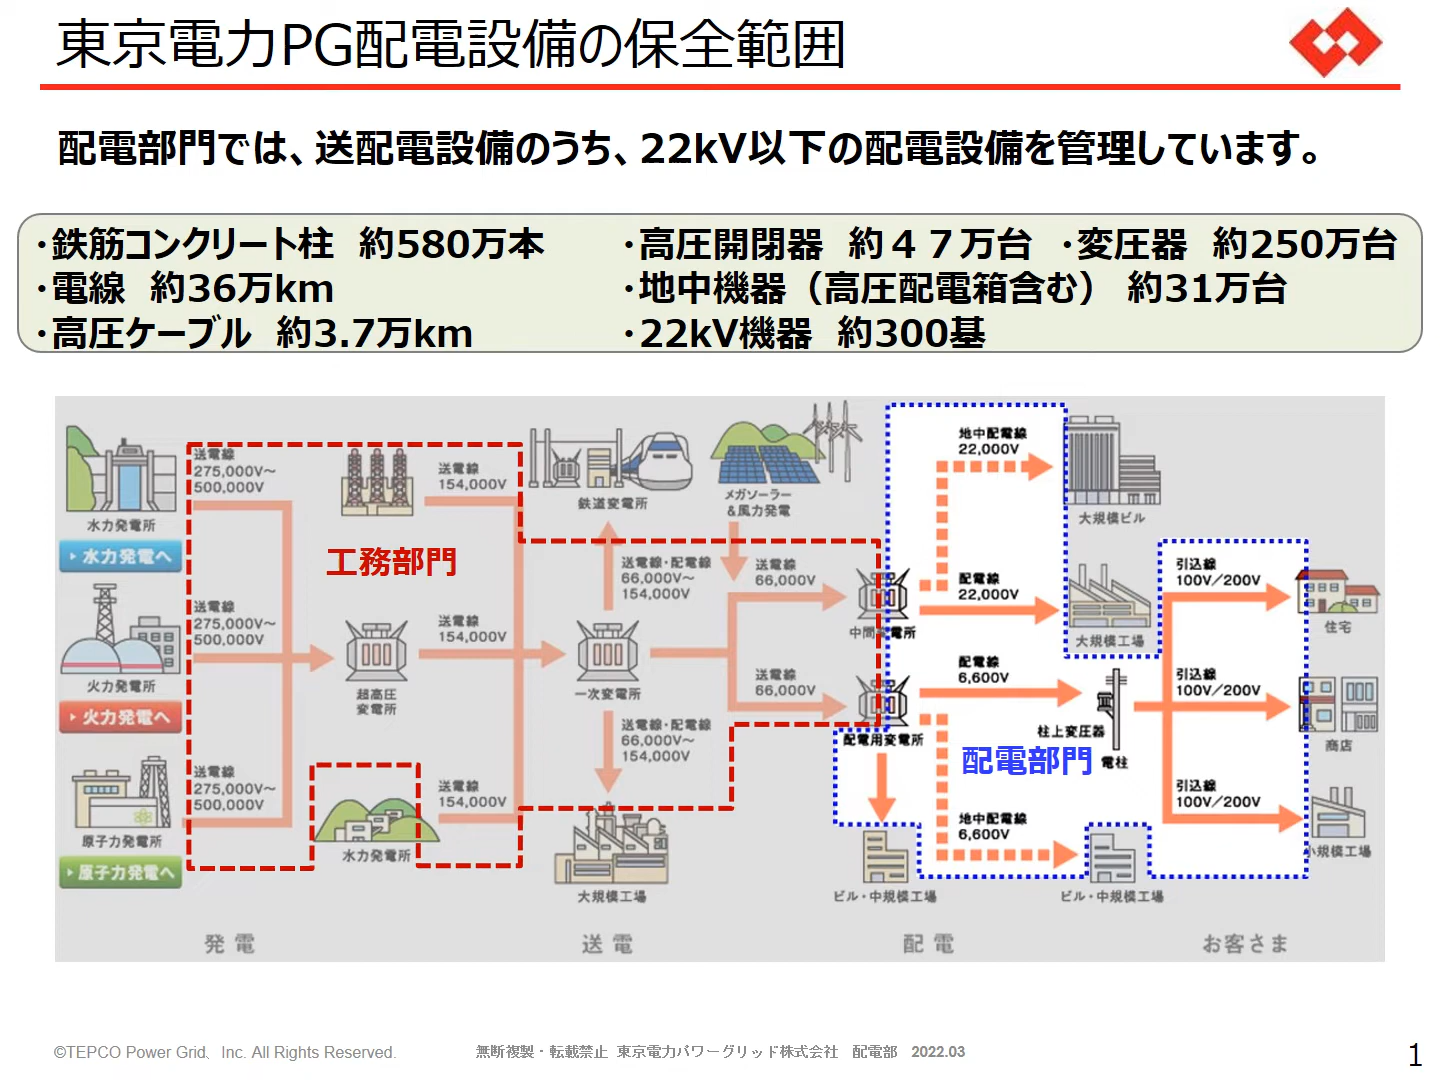 東京電力PG配電設備の保全範囲
配電部門では、送配電設備のうち、22kV以下の配電設備を管理しています。
・鉄筋コンクリート柱　約580万本
・高圧開閉器　約４７万台　・変圧器　約250万台
・電線　約36万km
・地中機器（高圧配電箱含む）　約31万台
・高圧ケーブル　約3.7万km
・22kV機器　約300基
水力発電所
水力発電へ
火力発電所
火力発電へ
原子力発電所
原子力発電へ
送電線
275,000V～
500,000V
送電線
275,000V～
500,000V
送電線
275,000V～
500,000V
工務部門
超高圧
変電所
水力発電所
送電線
154,000V
送電線
154,000V
送電線
154,000V
鉄道変電所
送電線・配電線
66,000V～
154,000V
一次変電所
送電線・配電線
66,000V～
154,000V
大規模工場
メガソーラー
＆風力発電
送電線
66,000V
送電線
66,000V
中間変電所
配電用変電所
地中配電線
22,000V
配電線
22,000V
配電線
6,600V
地中配電線
6,600V
配電部門
大規模ビル
大規模工場
柱上変圧器
電柱
ビル・中規模工場
ビル・中規模工場
引込線
100V／200V
引込線
100V／200V
引込線
100V／200V
住宅
商店
小規模工場
発電
送電
配電
お客さま
©TEPCO Power Grid、Inc. All Rights Reserved.
無断複製・転載禁止 東京電力パワーグリッド株式会社　配電部　2022.03
1